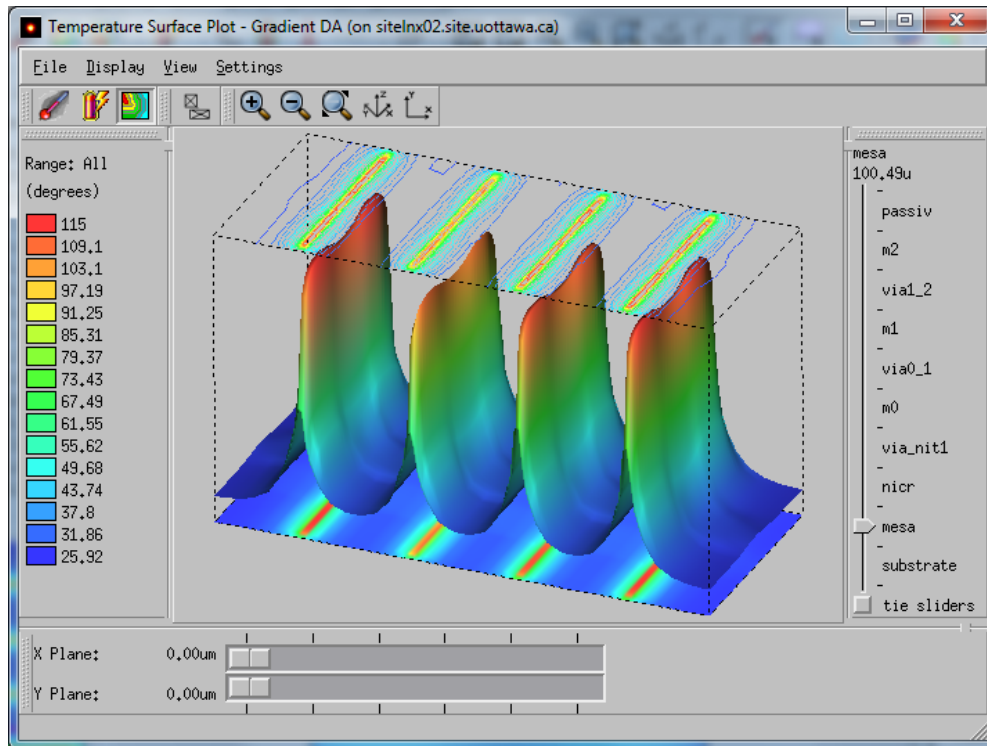 Temperature Surface Plot - Gradient DA (on sitelnx02.site.uottawa.ca)
File Display View Settings
Z
X
Y
X
Range: All
(degrees)
115
109.1
103.1
97.19
91.25
85.31
79.37
73.43
67.49
61.55
55.62
49.68
43.74
37.8
31.86
25.92
mesa
100.49u
passiv
m2
via1_2
m1
via0_1
m0
via_nit1
nicr
mesa
substrate
tie sliders
X Plane: 0.00um
Y Plane: 0.00um